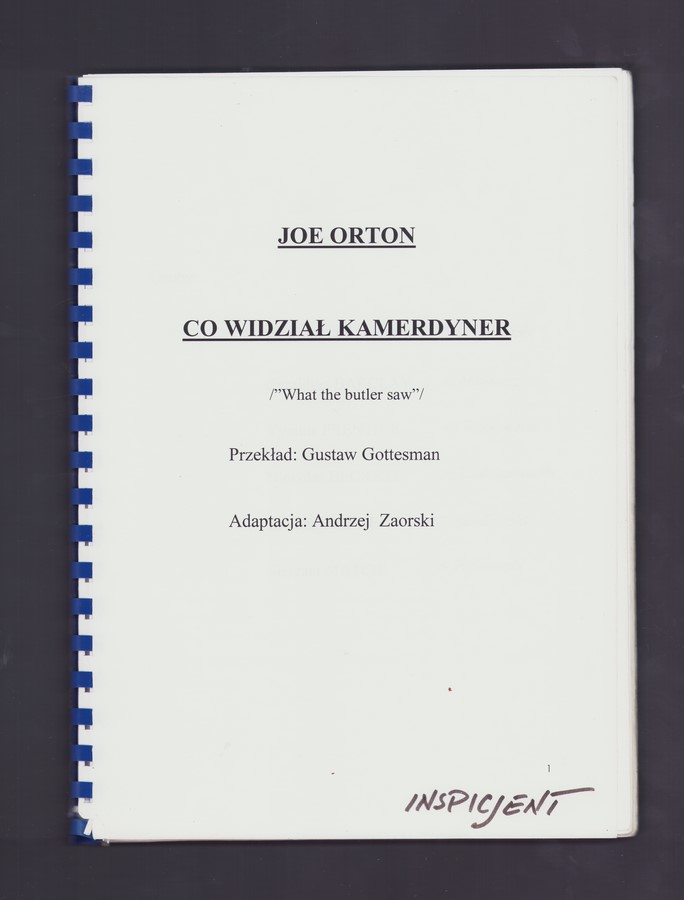 JOE ORTON
CO WIDZIAŁ KAMERDYNER
/”What the butler saw”/
Przekład: Gustaw Gottesman
Adaptacja: Andrzej Zaorski
1
INSPICJENT